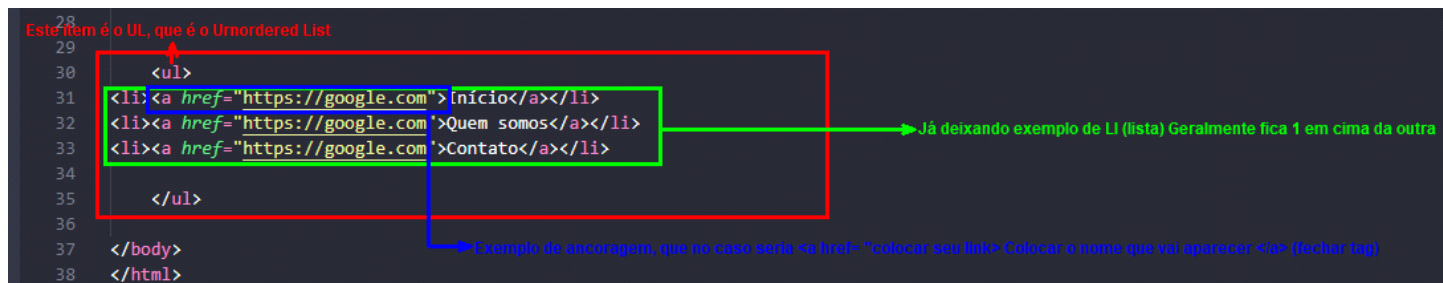 28
Este item é o UL, que é o Urnordered List
29
30 <ul>
31 <li><a href="https://google.com">Início</a></li>
32 <li><a href="https://google.com">Quem somos</a></li>
Já deixando exemplo de LI (lista) Geralmente fica 1 em cima da outra
33 <li><a href="https://google.com">Contato</a></li>
34
35 </ul>
36
37 </body>
Exemplo de ancoragem, que no caso seria <a href= "colocar seu link> Colocar o nome que vai aparecer </a> (fechar tag)
38 </html>